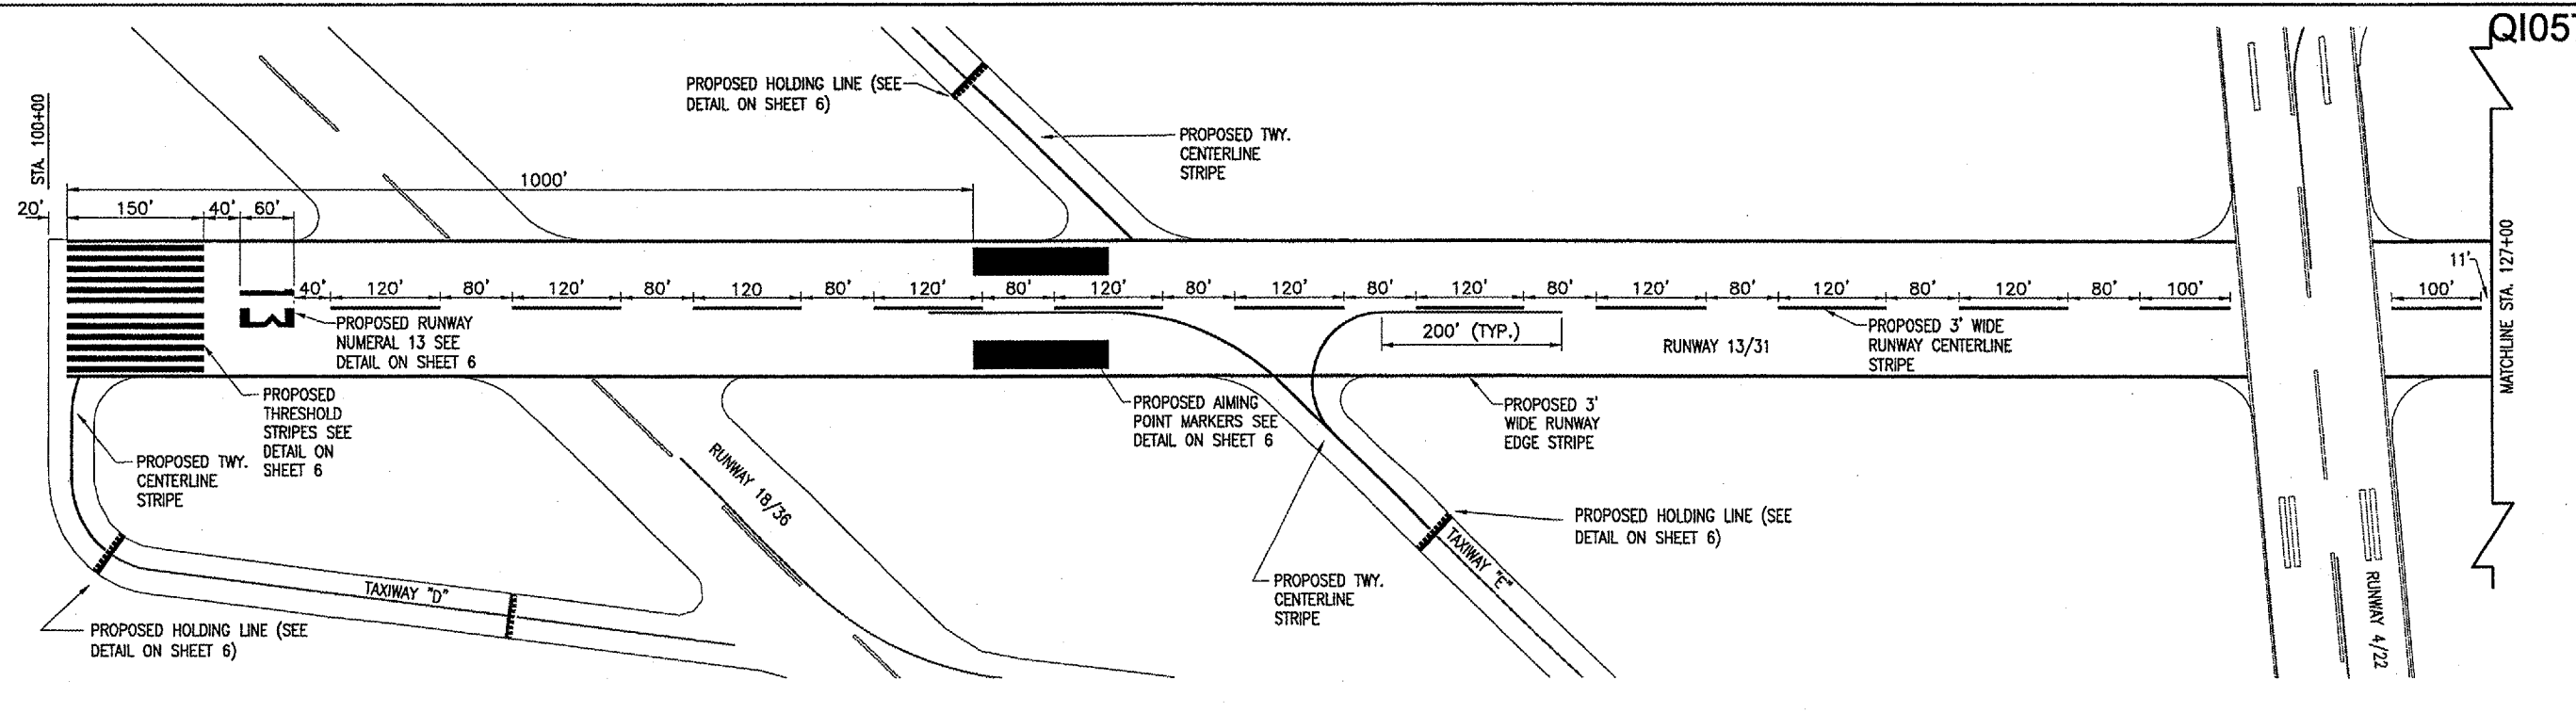 QI05
STA. 100+00
PROPOSED HOLDING LINE (SEE
DETAIL ON SHEET 6)
PROPOSED TWY.
CENTERLINE
STRIPE
1000'
20'
150'
40'
60'
40'
120'
80'
120'
80'
120
80'
120'
80'
120'
80'
120'
80'
120'
80'
120'
80'
120'
80'
120'
80'
100'
100'
11'
MATCHLINE STA. 127+00
PROPOSED RUNWAY
NUMERAL 13 SEE
DETAIL ON SHEET 6
200' (TYP.)
RUNWAY 13/31
PROPOSED 3' WIDE
RUNWAY CENTERLINE
STRIPE
PROPOSED
THRESHOLD
STRIPES SEE
DETAIL ON
SHEET 6
PROPOSED AIMING
POINT MARKERS SEE
DETAIL ON SHEET 6
PROPOSED 3'
WIDE RUNWAY
EDGE STRIPE
PROPOSED TWY.
CENTERLINE
STRIPE
RUNWAY 18/36
PROPOSED HOLDING LINE (SEE
DETAIL ON SHEET 6)
TAXIWAY "D"
TAXIWAY "E"
PROPOSED TWY.
CENTERLINE
STRIPE
RUNWAY 4/22
PROPOSED HOLDING LINE (SEE
DETAIL ON SHEET 6)